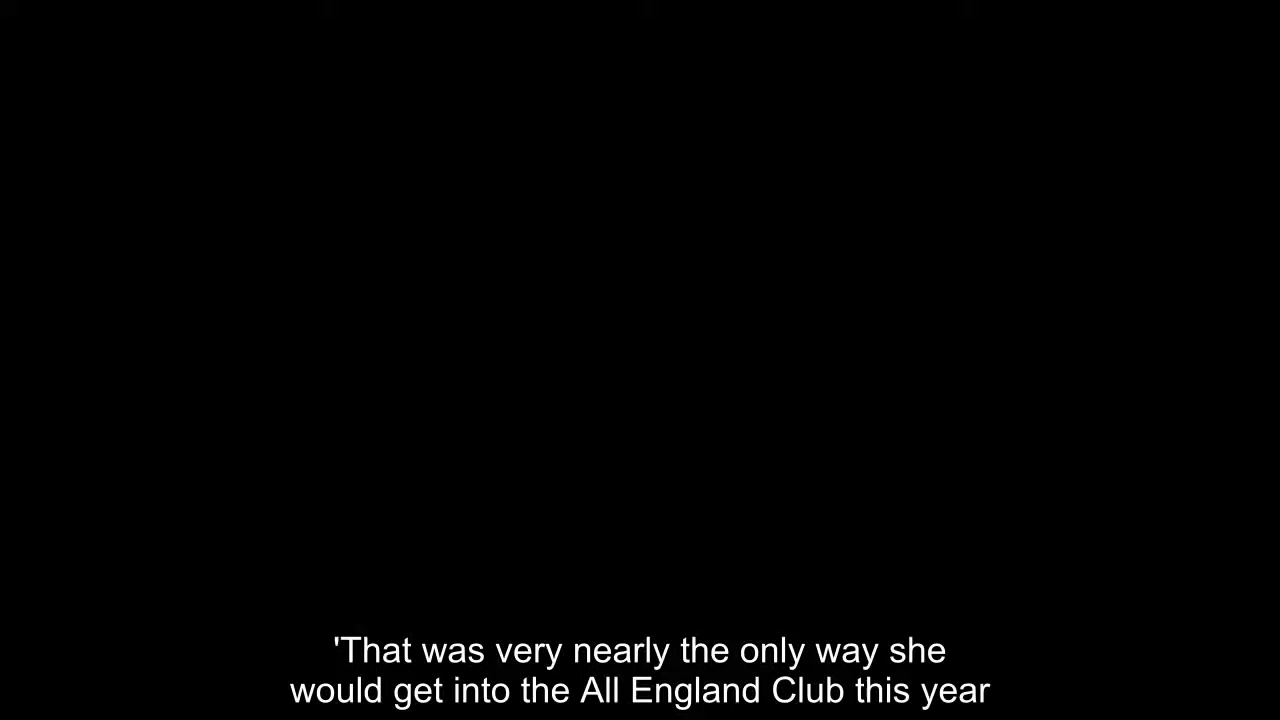 'That was very nearly the only way she
would get into the All England Club this year